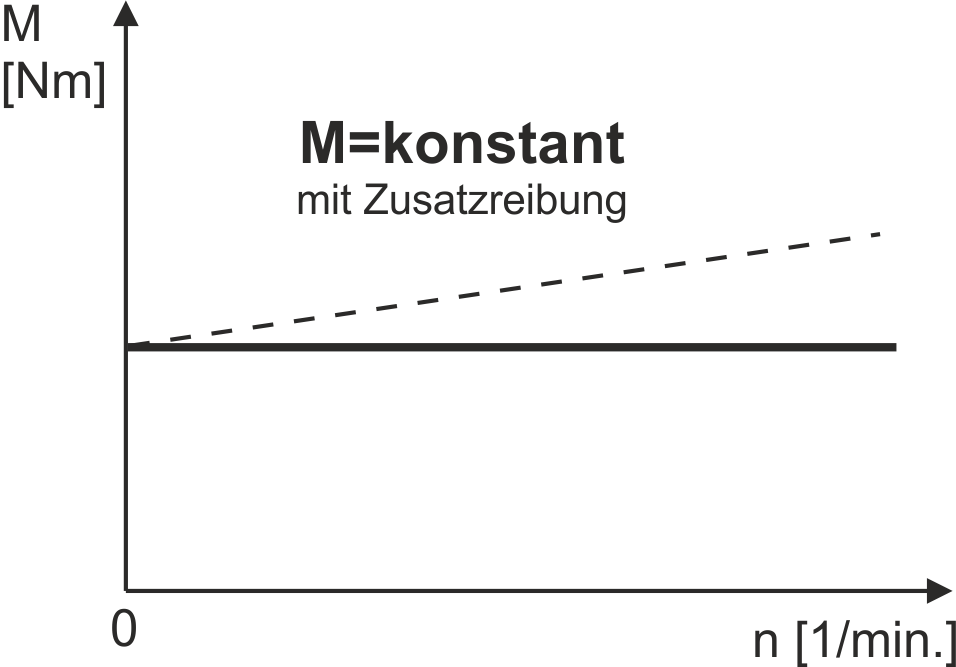 M
[Nm]
M=konstant
mit Zusatzreibung
0
n [1/min.]